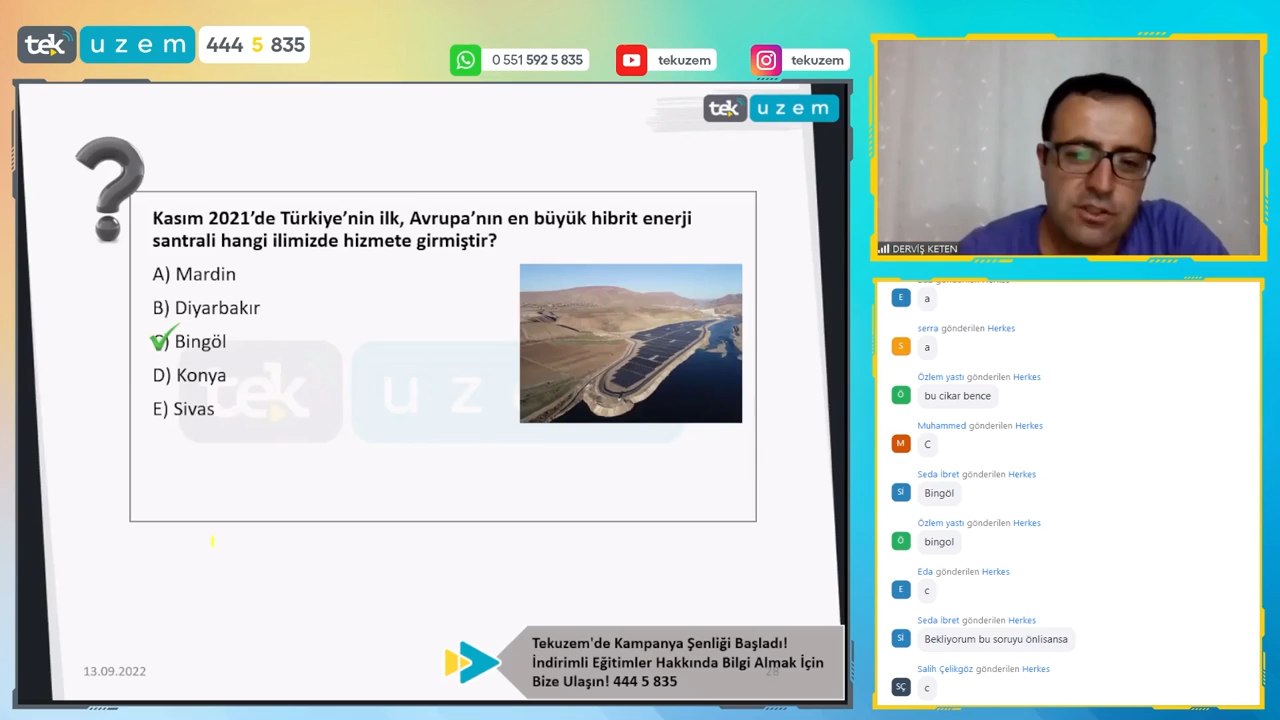 tek uzem 444 5 835
0 551 592 5 835
tekuzem
tekuzem
tek uzem
Kasım 2021'de Türkiye'nin ilk, Avrupa'nın en büyük hibrit enerji
santrali hangi ilimizde hizmete girmiştir?
A) Mardin
B) Diyarbakır
C) Bingöl
D) Konya
E) Sivas
tek uze
13.09.2022
28
Tekuzem'de Kampanya Şenliği Başladı!
İndirimli Eğitimler Hakkında Bilgi Almak İçin
Bize Ulaşın! 444 5 835
DERVİŞ KETEN
E
a
serra gönderilen Herkes
S
a
Özlem yastı gönderilen Herkes
Ö
bu cikar bence
Muhammed gönderilen Herkes
M
C
Seda İbret gönderilen Herkes
Sİ
Bingöl
Özlem yastı gönderilen Herkes
Ö
bingol
Eda gönderilen Herkes
E
c
Seda İbret gönderilen Herkes
Sİ
Bekliyorum bu soruyu önlisansa
Salih Çelikgöz gönderilen Herkes
SÇ
c